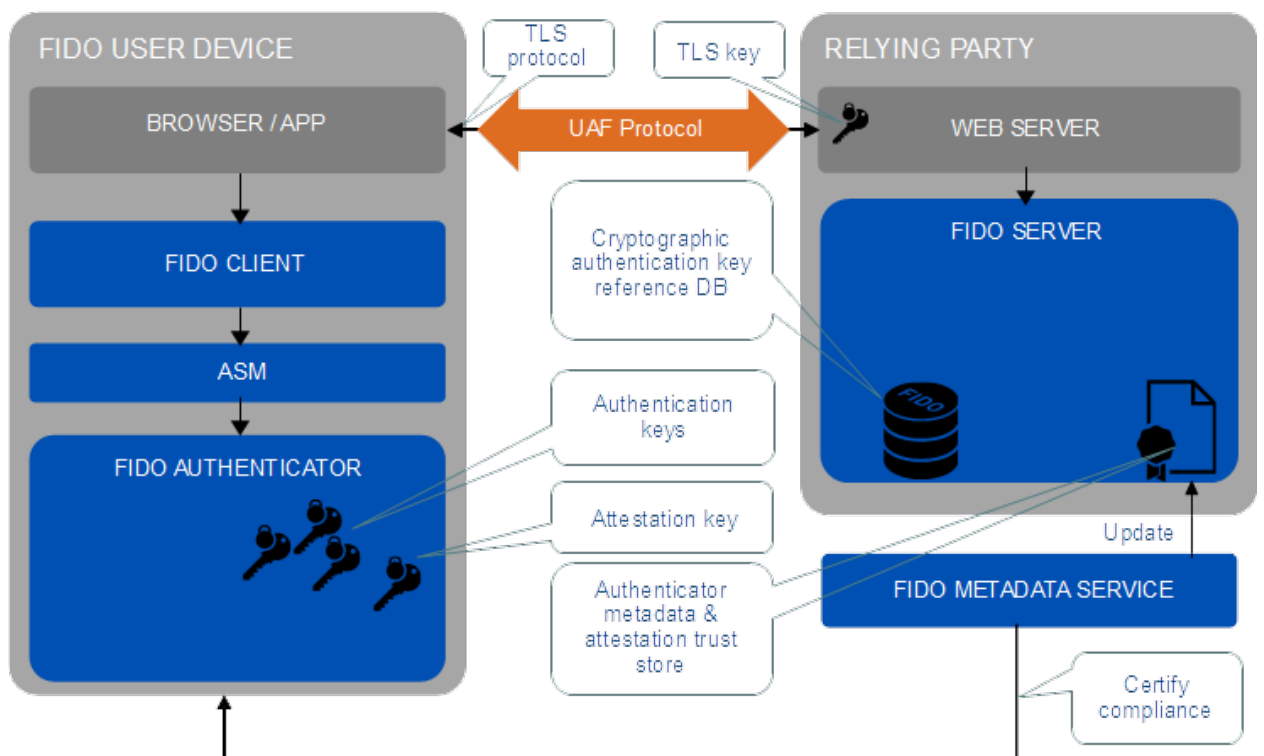 FIDO USER DEVICE
TLS
protocol
TLS key
RELYING PARTY
BROWSER / APP
UAF Protocol
WEB SERVER
FIDO CLIENT
Cryptographic
authentication key
reference DB
FIDO SERVER
ASM
FIDO
Authentication
keys
FIDO AUTHENTICATOR
Attestation key
Update
Authenticator
metadata &
attestation trust
store
FIDO METADATA SERVICE
Certify
compliance